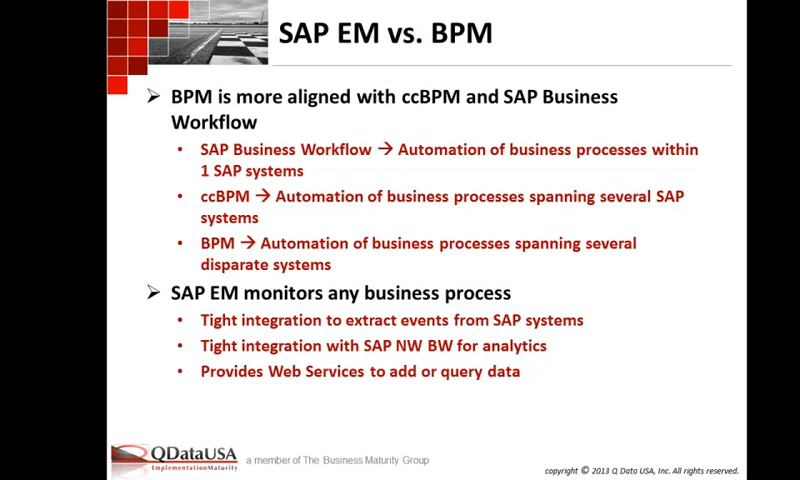 SAP EM vs. BPM
➢ BPM is more aligned with ccBPM and SAP Business
Workflow
• SAP Business Workflow → Automation of business processes within
1 SAP systems
• ccBPM → Automation of business processes spanning several SAP
systems
• BPM → Automation of business processes spanning several
disparate systems
➢ SAP EM monitors any business process
• Tight integration to extract events from SAP systems
• Tight integration with SAP NW BW for analytics
• Provides Web Services to add or query data
QDataUSA
ImplementationMaturity
a member of The Business Maturity Group
copyright © 2013 Q Data USA, Inc. All rights reserved.